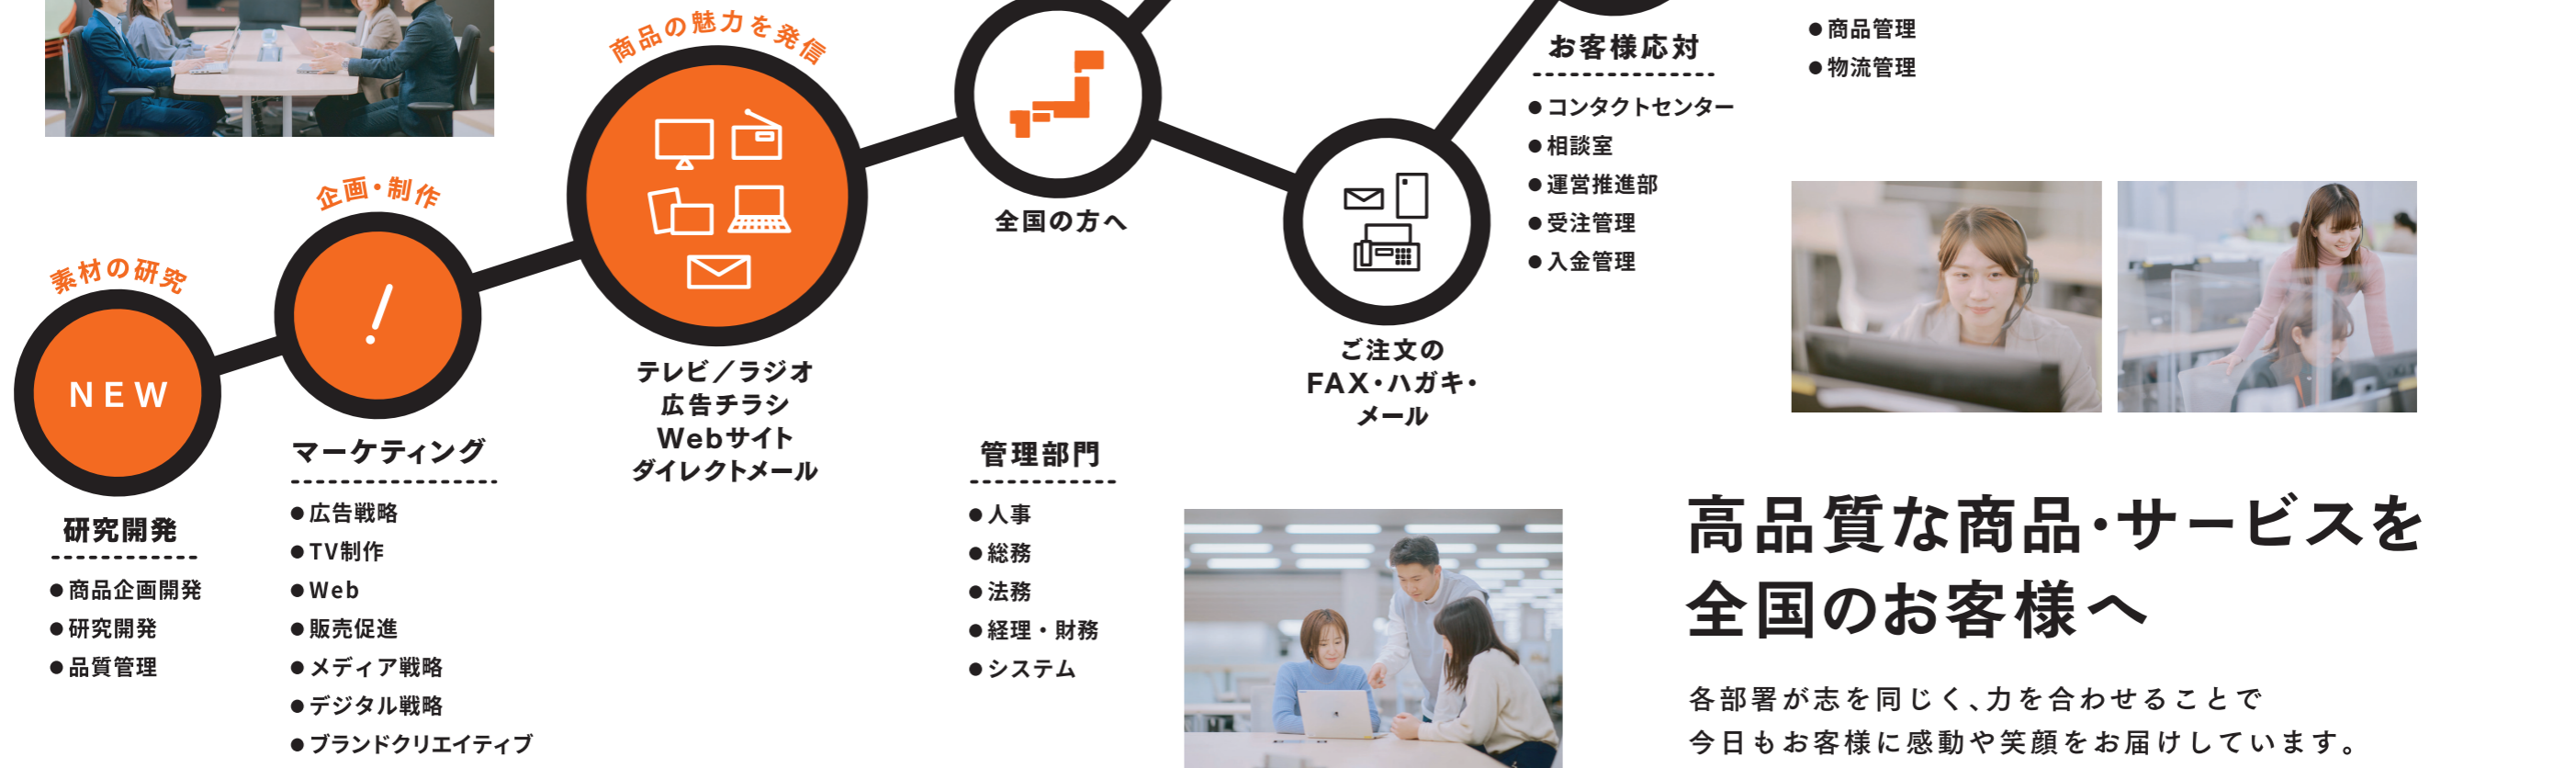 素材の研究
NEW
研究開発
●商品企画開発
●研究開発
●品質管理
企画・制作
!
マーケティング
●広告戦略
●TV制作
●Web
●販売促進
●メディア戦略
●デジタル戦略
●ブランドクリエイティブ
商品の魅力を発信
テレビ／ラジオ
広告チラシ
Webサイト
ダイレクトメール
全国の方へ
管理部門
●人事
●総務
●法務
●経理・財務
●システム
ご注文の
FAX・ハガキ・
メール
お客様応対
●コンタクトセンター
●相談室
●運営推進部
●受注管理
●入金管理
●商品管理
●物流管理
高品質な商品・サービスを
全国のお客様へ
各部署が志を同じく、力を合わせることで
今日もお客様に感動や笑顔をお届けしています。